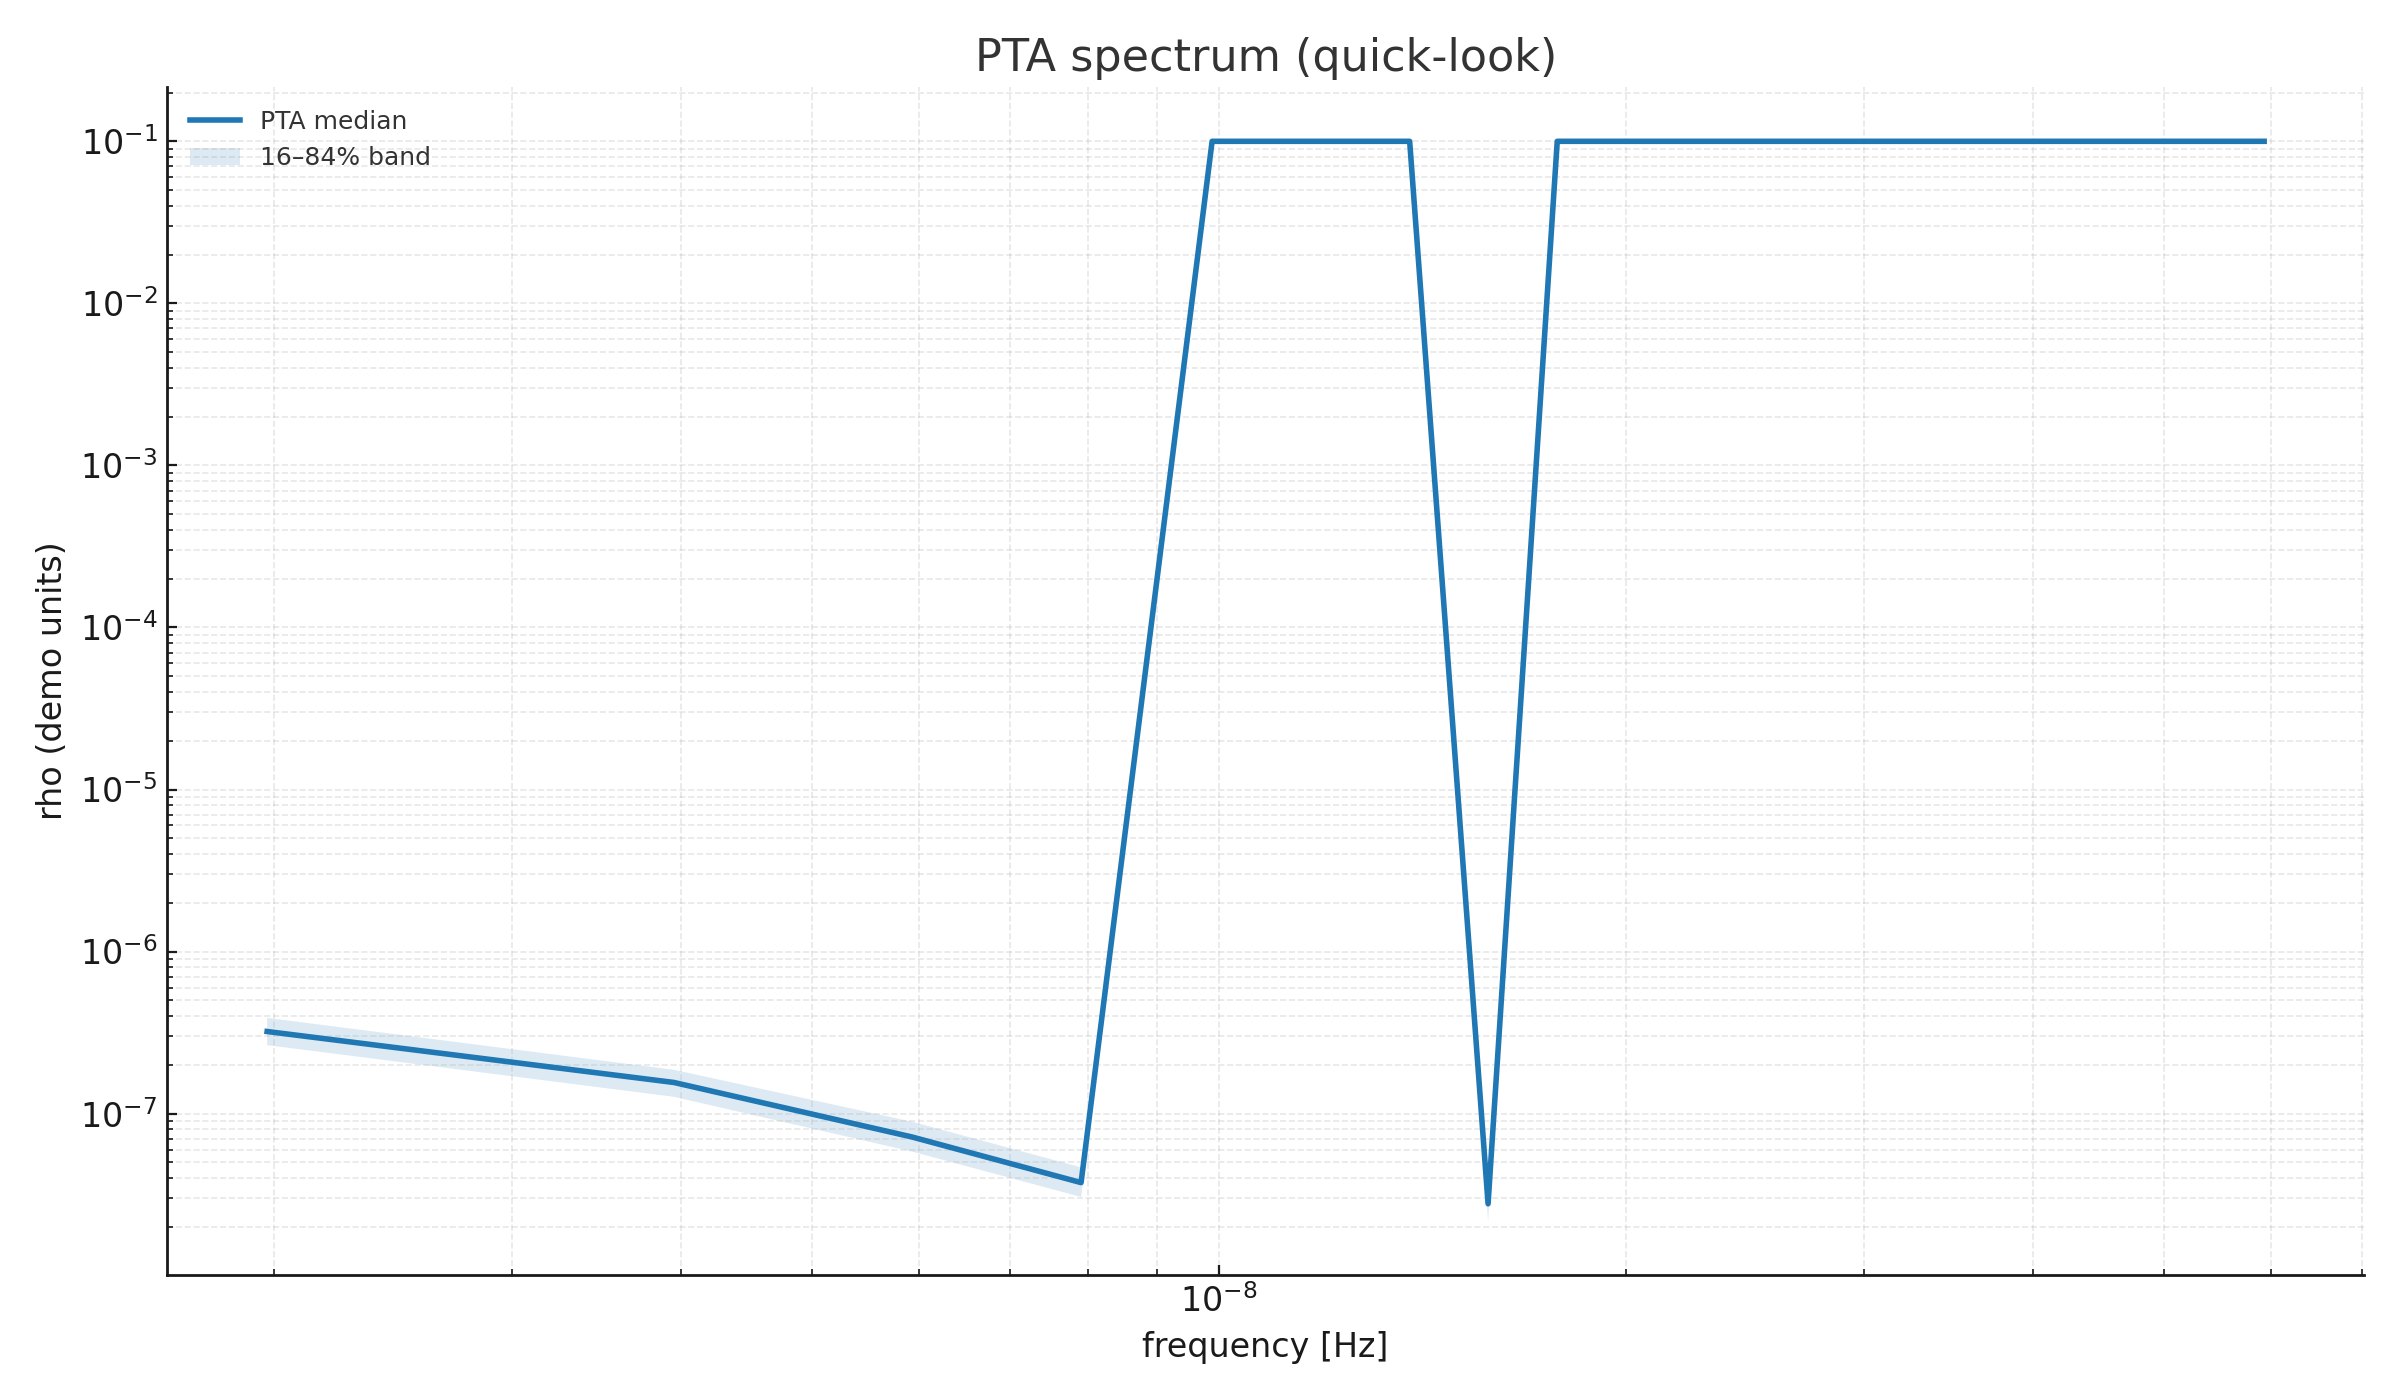 PTA spectrum (quick-look)
PTA median
16–84% band
10⁻¹
10⁻²
10⁻³
10⁻⁴
10⁻⁵
10⁻⁶
10⁻⁷
rho (demo units)
10⁻⁸
frequency [Hz]